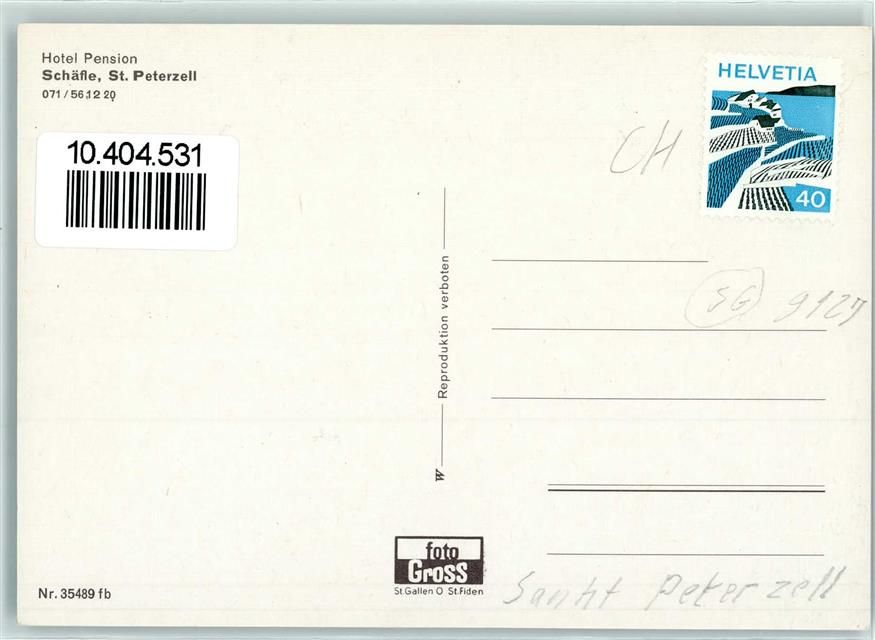 Hotel Pension
Schäfle, St. Peterzell
071/56 12 20
10.404.531
HELVETIA
40
CH
SG 9127
Reproduktion verboten
W
foto
Gross
St.Gallen O St.Fiden
Nr. 35489 fb
Sankt Peterzell